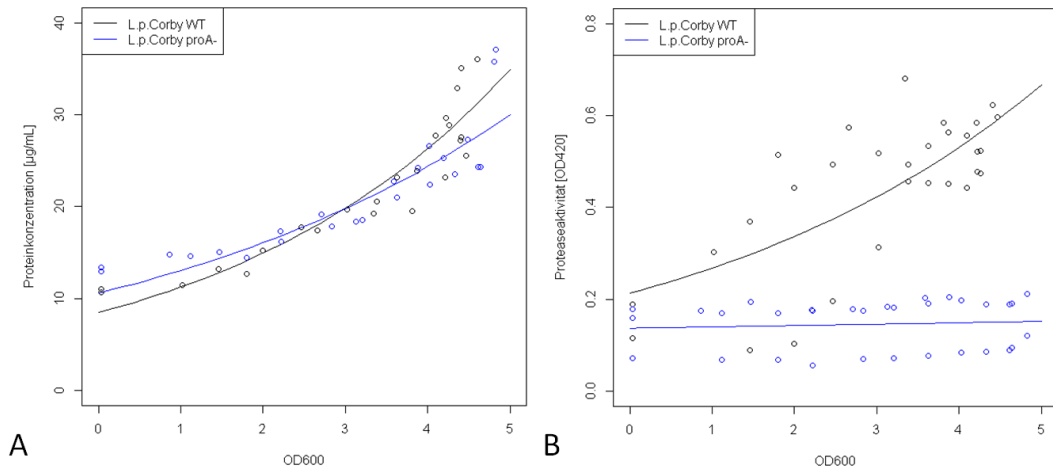 L.p.Corby WT
L.p.Corby proA-
Proteinkonzentration [µg/mL]
40
30
20
10
0
0 1 2 3 4 5
OD600
A
L.p.Corby WT
L.p.Corby proA-
Proteaseaktivität [OD420]
0.8
0.6
0.4
0.2
0.0
0 1 2 3 4 5
OD600
B